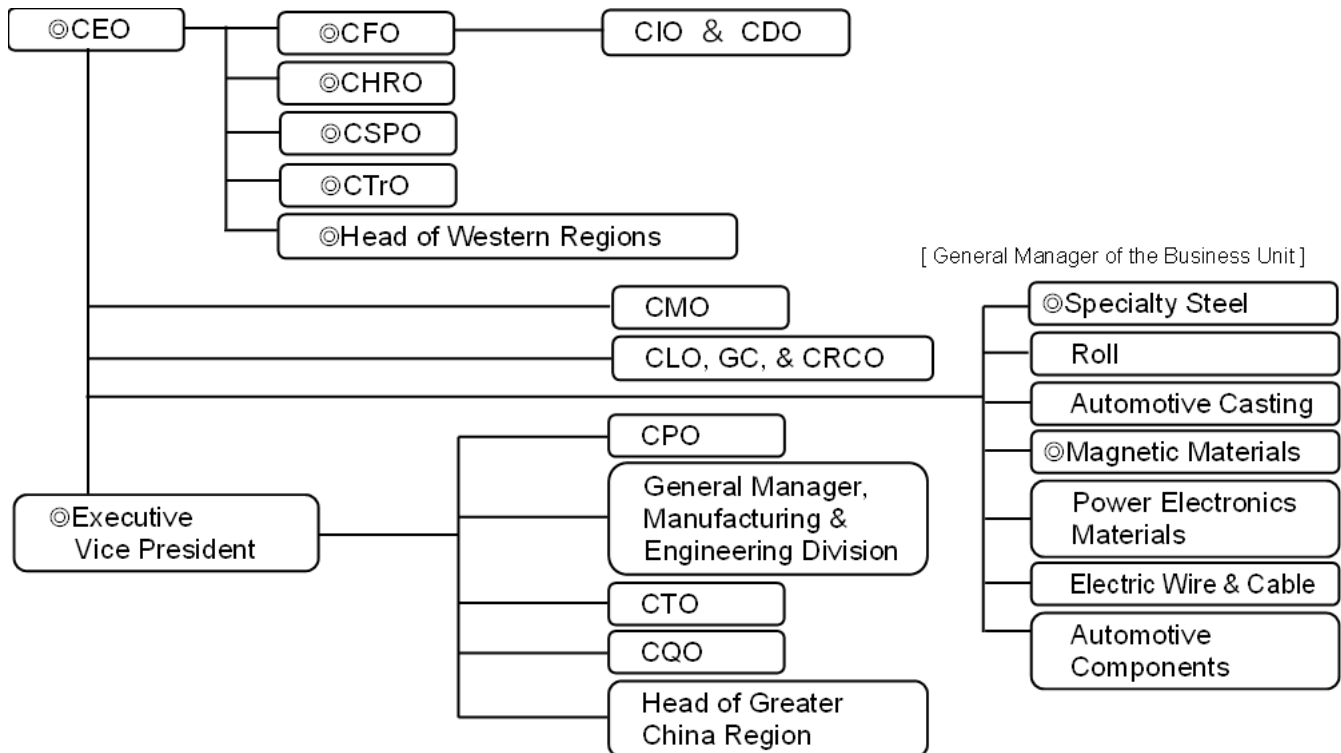 ◎CEO
◎CFO
CIO & CDO
◎CHRO
◎CSPO
◎CTrO
◎Head of Western Regions
[ General Manager of the Business Unit ]
CMO
CLO, GC, & CRCO
◎Specialty Steel
Roll
Automotive Casting
◎Magnetic Materials
Power Electronics
Materials
Electric Wire & Cable
Automotive
Components
◎Executive
Vice President
CPO
General Manager,
Manufacturing &
Engineering Division
CTO
CQO
Head of Greater
China Region